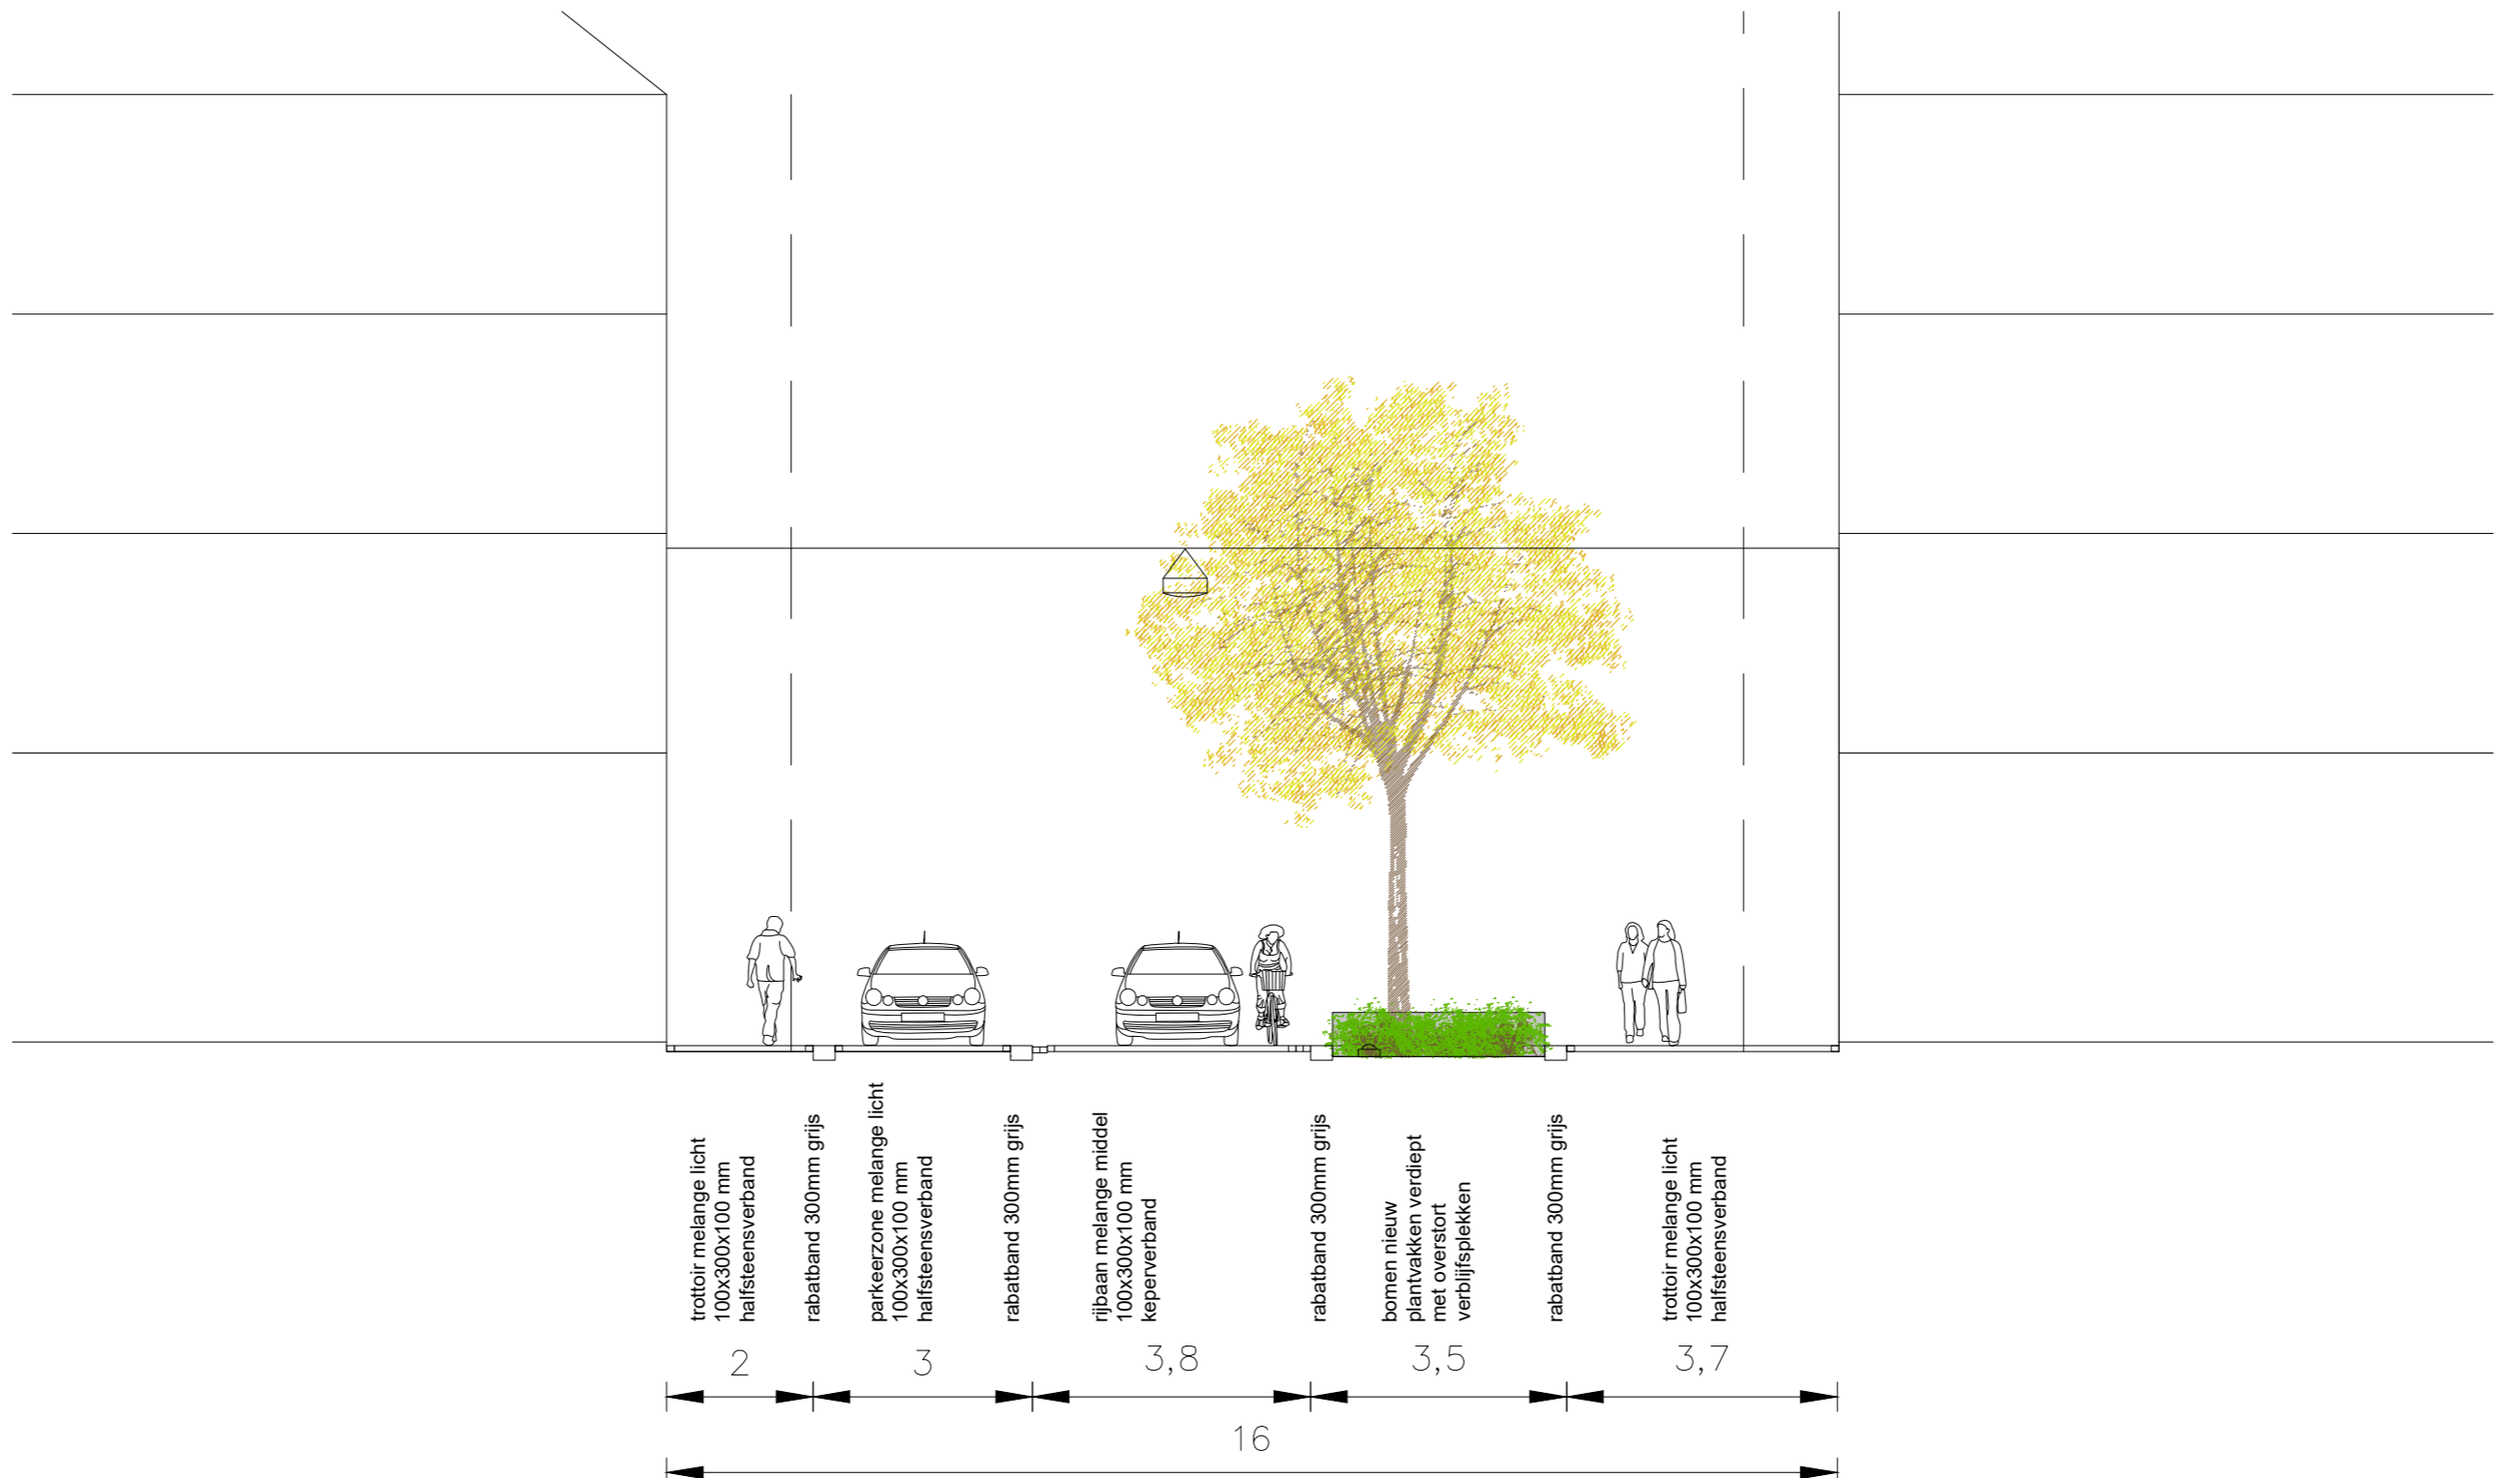 trottoir melange licht
100x300x100 mm
halfsteensverband
rabatband 300mm grijs
parkeerzone melange licht
100x300x100 mm
halfsteensverband
rabatband 300mm grijs
rijbaan melange middel
100x300x100 mm
keperverband
rabatband 300mm grijs
bomen nieuw
plantvakken verdiept
met overstort
verblijfsplekken
rabatband 300mm grijs
trottoir melange licht
100x300x100 mm
halfsteensverband
2
3
3,8
3,5
3,7
16